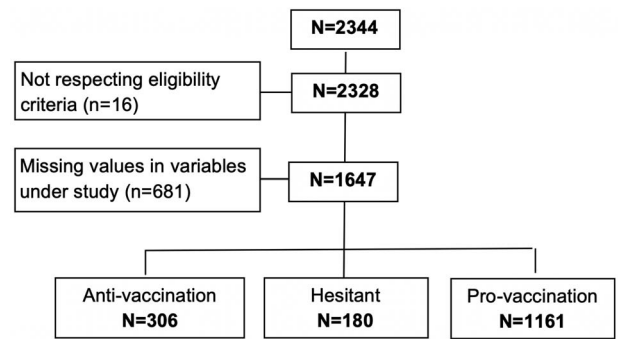 N=2344
Not respecting eligibility
criteria (n=16)
N=2328
Missing values in variables
under study (n=681)
N=1647
Anti-vaccination
N=306
Hesitant
N=180
Pro-vaccination
N=1161